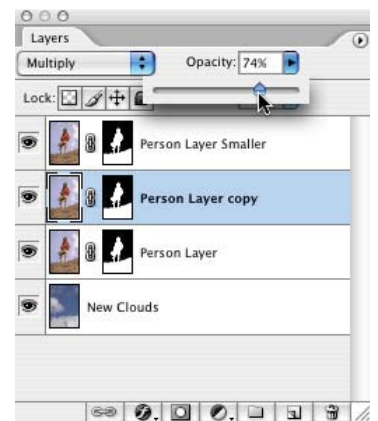 Layers
Multiply Opacity: 74%
Lock:
Person Layer Smaller
Person Layer copy
Person Layer
New Clouds